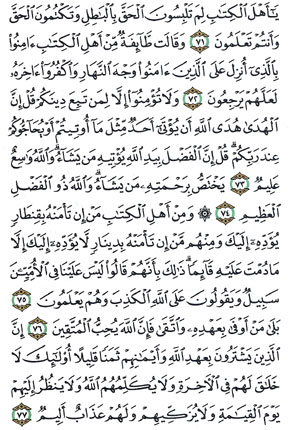 يَـٰٓأَهۡلَ ٱلۡكِتَـٰبِ لِمَ تَلۡبِسُونَ ٱلۡحَقَّ بِٱلۡبَـٰطِلِ وَتَكۡتُمُونَ ٱلۡحَقَّ
وَأَنتُمۡ تَعۡلَمُونَ ٧١ وَقَالَت طَّآئِفَةٌ مِّنۡ أَهۡلِ ٱلۡكِتَـٰبِ ءَامِنُواْ
بِٱلَّذِىٓ أُنزِلَ عَلَى ٱلَّذِينَ ءَامَنُواْ وَجۡهَ ٱلنَّهَارِ وَٱكۡفُرُوٓاْ ءَاخِرَهُۥ
لَعَلَّهُمۡ يَرۡجِعُونَ ٧٢ وَلَا تُؤۡمِنُوٓاْ إِلَّا لِمَن تَبِعَ دِينَكُمۡ قُلۡ إِنَّ
ٱلۡهُدَىٰ هُدَى ٱللَّهِ أَن يُؤۡتَىٰٓ أَحَدٌ مِّثۡلَ مَآ أُوتِيتُمۡ أَوۡ يُحَآجُّوكُمۡ
عِندَ رَبِّكُمۡۗ قُلۡ إِنَّ ٱلۡفَضۡلَ بِيَدِ ٱللَّهِ يُؤۡتِيهِ مَن يَشَآءُۗ وَٱللَّهُ وَٰسِعٌ
عَلِيمٌ ٧٣ يَخۡتَصُّ بِرَحۡمَتِهِۦ مَن يَشَآءُۗ وَٱللَّهُ ذُو ٱلۡفَضۡلِ
ٱلۡعَظِيمِ ٧٤ ۞ وَمِنۡ أَهۡلِ ٱلۡكِتَـٰبِ مَنۡ إِن تَأۡمَنۡهُ بِقِنطَارٍ
يُؤَدِّهِۦٓ إِلَيۡكَ وَمِنۡهُم مَّنۡ إِن تَأۡمَنۡهُ بِدِينَارٍ لَّا يُؤَدِّهِۦٓ إِلَيۡكَ إِلَّا
مَا دُمۡتَ عَلَيۡهِ قَآئِمًاۗ ذَٰلِكَ بِأَنَّهُمۡ قَالُواْ لَيۡسَ عَلَيۡنَا فِى ٱلۡأُمِّيِّـۧنَ
سَبِيلٌ وَيَقُولُونَ عَلَى ٱللَّهِ ٱلۡكَذِبَ وَهُمۡ يَعۡلَمُونَ ٧٥
بَلَىٰ مَنۡ أَوۡفَىٰ بِعَهۡدِهِۦ وَٱتَّقَىٰ فَإِنَّ ٱللَّهَ يُحِبُّ ٱلۡمُتَّقِينَ ٧٦ إِنَّ
ٱلَّذِينَ يَشۡتَرُونَ بِعَهۡدِ ٱللَّهِ وَأَيۡمَـٰنِهِمۡ ثَمَنًا قَلِيلًا أُوْلَـٰٓئِكَ لَا
خَلَـٰقَ لَهُمۡ فِى ٱلۡأَخِرَةِ وَلَا يُكَلِّمُهُمُ ٱللَّهُ وَلَا يَنظُرُ إِلَيۡهِمۡ
يَوۡمَ ٱلۡقِيَـٰمَةِ وَلَا يُزَكِّيهِمۡ وَلَهُمۡ عَذَابٌ أَلِيمٌ ٧٧